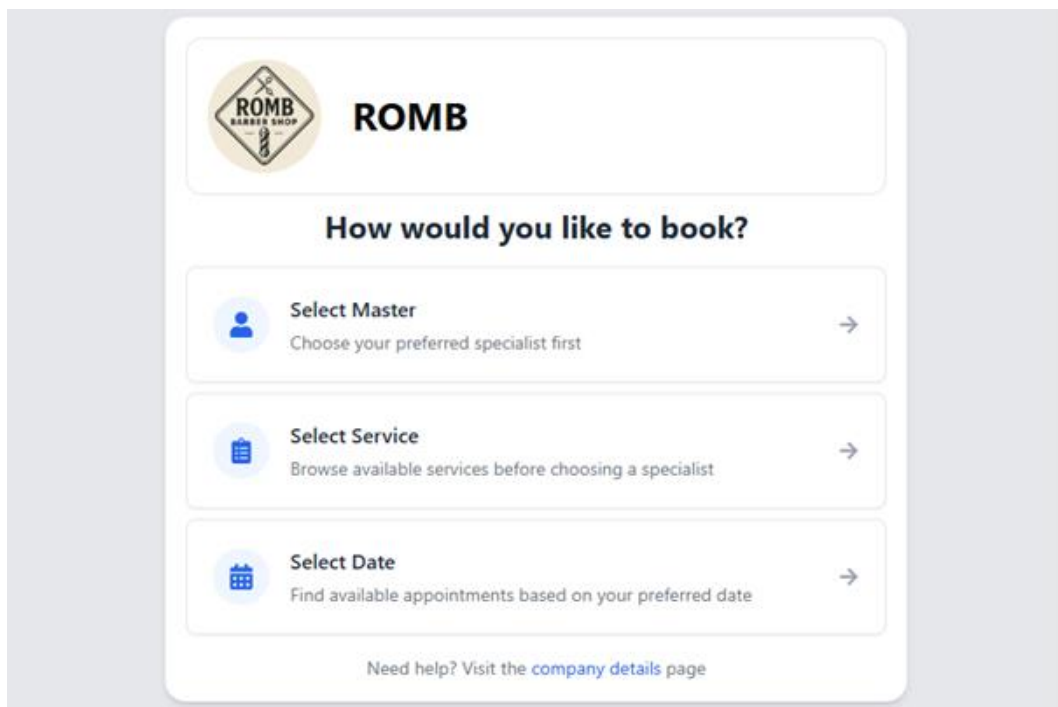 ROMB
BARBER SHOP
ROMB
How would you like to book?
Select Master
Choose your preferred specialist first
Select Service
Browse available services before choosing a specialist
Select Date
Find available appointments based on your preferred date
Need help? Visit the company details page